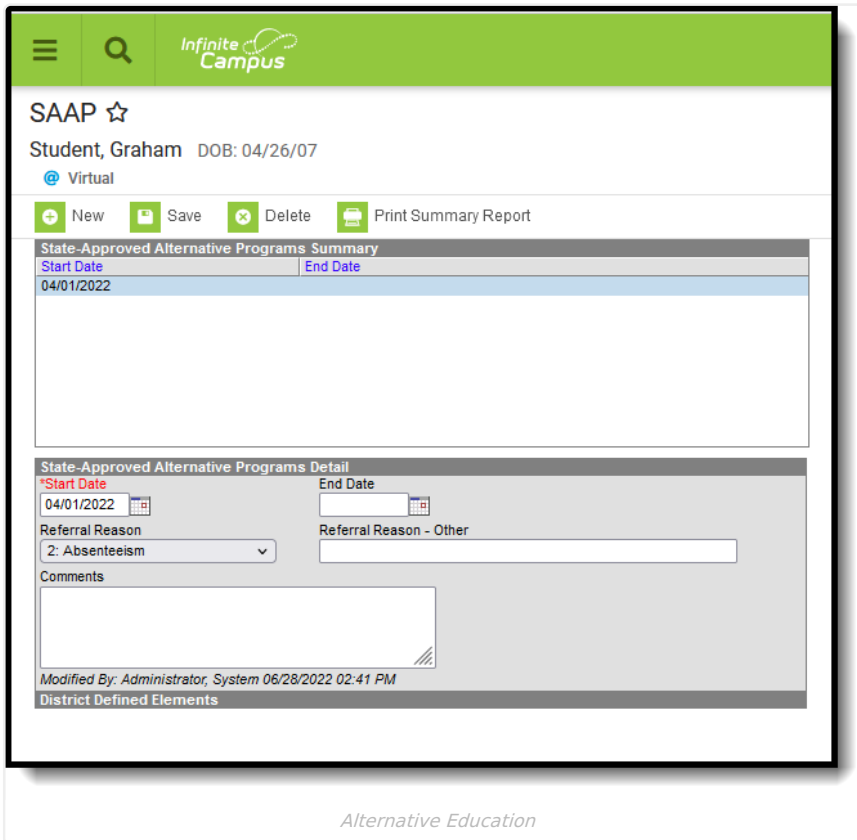 Infinite
Campus
SAAP
Student, Graham DOB: 04/26/07
@ Virtual
New Save Delete Print Summary Report
State-Approved Alternative Programs Summary
Start Date End Date
04/01/2022
State-Approved Alternative Programs Detail
*Start Date End Date
04/01/2022
Referral Reason Referral Reason - Other
2: Absenteeism
Comments
Modified By: Administrator, System 06/28/2022 02:41 PM
District Defined Elements
Alternative Education